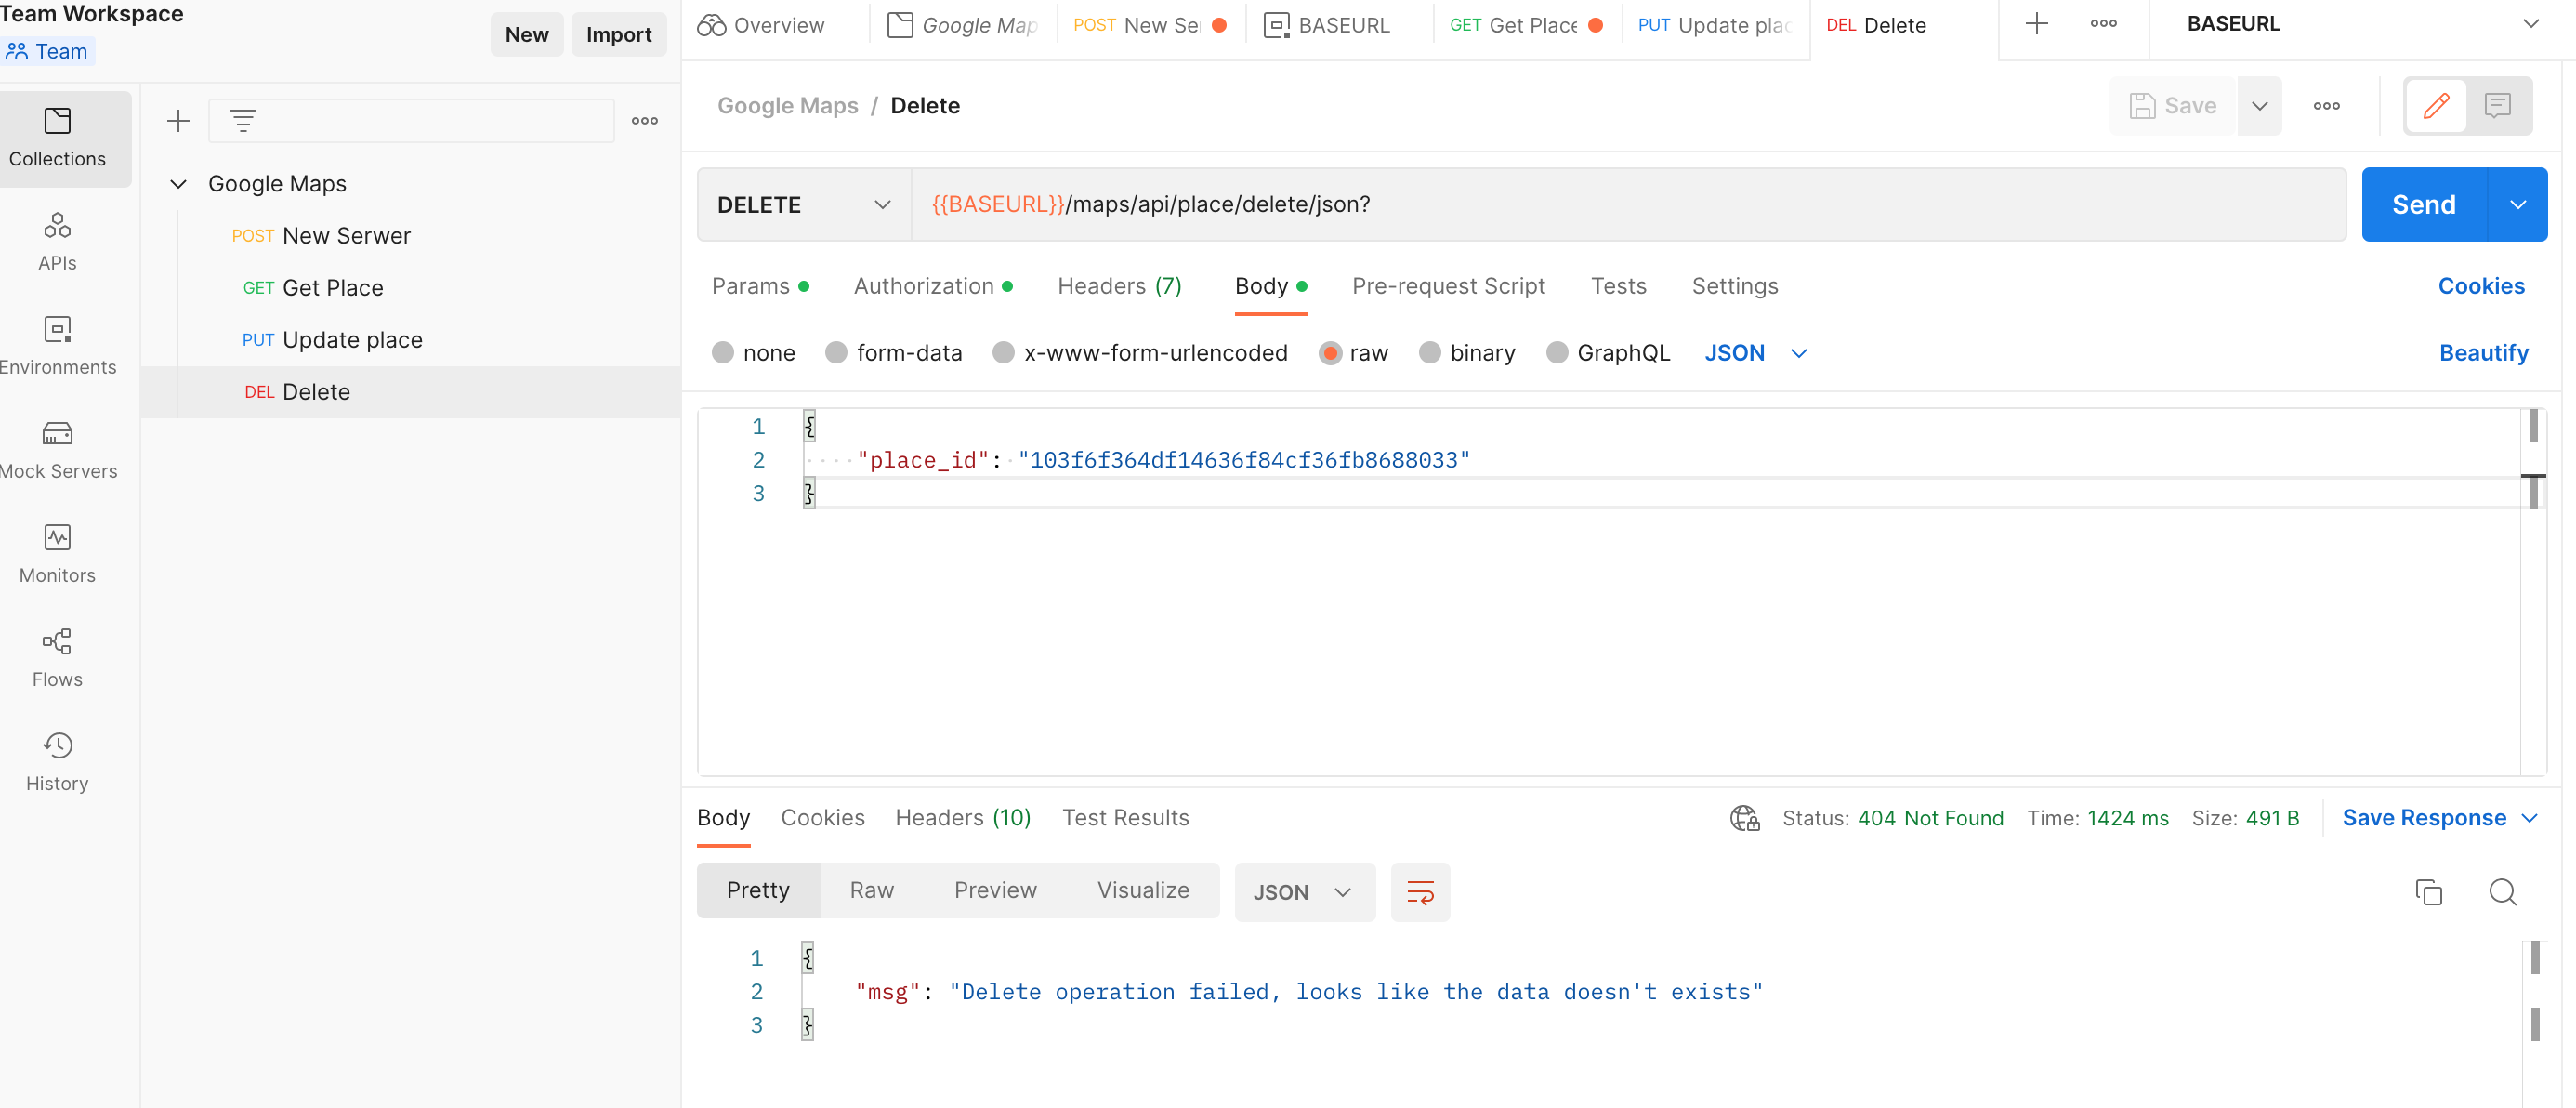 Team Workspace
Team
New
Import
Overview
Google Map
POST New Se
BASEURL
GET Get Place
PUT Update plac
DEL Delete
BASEURL
Google Maps / Delete
Save
Collections
APIs
Environments
Mock Servers
Monitors
Flows
History
Google Maps
POST New Serwer
GET Get Place
PUT Update place
DEL Delete
DELETE
{{BASEURL}}/maps/api/place/delete/json?
Send
Params
Authorization
Headers (7)
Body
Pre-request Script
Tests
Settings
Cookies
none
form-data
x-www-form-urlencoded
raw
binary
GraphQL
JSON
Beautify
1 {
2 "place_id": "103f6f364df14636f84cf36fb8688033"
3 }
Body
Cookies
Headers (10)
Test Results
Status: 404 Not Found
Time: 1424 ms
Size: 491 B
Save Response
Pretty
Raw
Preview
Visualize
JSON
1 {
2 "msg": "Delete operation failed, looks like the data doesn't exists"
3 }